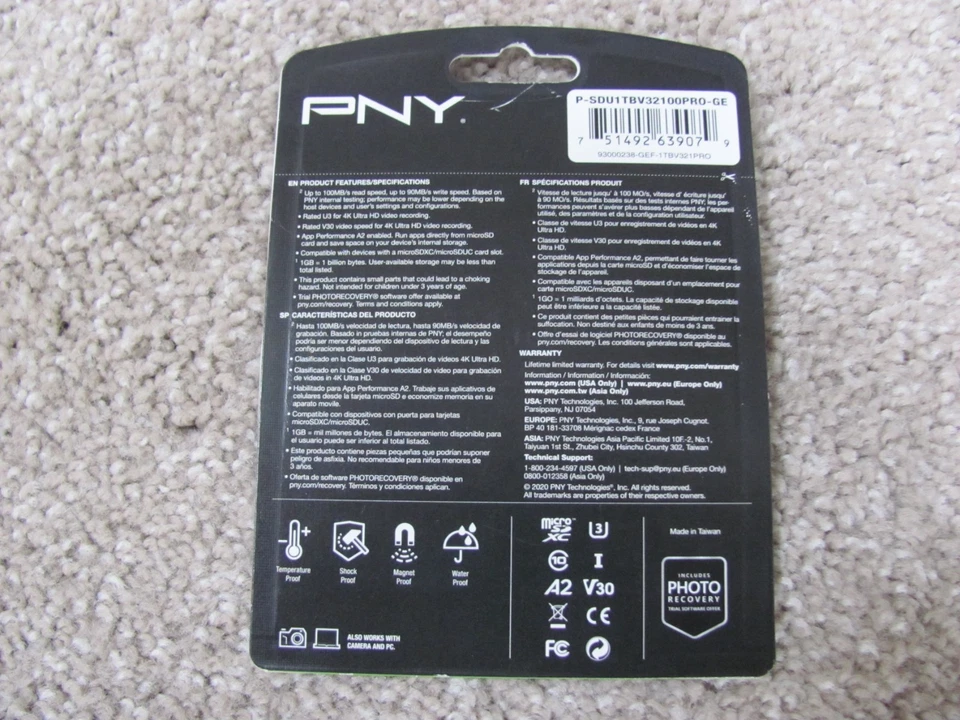 PNY
P-SDU1TBV32100PRO-GE
7 51492 63907 9
93000238-GEF-1TBV321PRO
EN PRODUCT FEATURES/SPECIFICATIONS
² Up to 100MB/s read speed, up to 90MB/s write speed. Based on
PNY internal testing; performance may be lower depending on the
host devices and user's settings and configurations.
• Rated U3 for 4K Ultra HD video recording.
• Rated V30 video speed for 4K Ultra HD video recording.
• App Performance A2 enabled. Run apps directly from microSD
card and save space on your device's internal storage.
• Compatible with devices with a microSDXC/microSDUC card slot.
¹ 1GB = 1 billion bytes. User-available storage may be less than
total listed.
• This product contains small parts that could lead to a choking
hazard. Not intended for children under 3 years of age.
• Trial PHOTORECOVERY® software offer available at
pny.com/recovery. Terms and conditions apply.
SP CARACTERÍSTICAS DEL PRODUCTO
² Hasta 100MB/s velocidad de lectura, hasta 90MB/s velocidad de
grabación. Basado en pruebas internas de PNY; el desempeño
podría ser menor dependiendo del dispositivo de lectura y las
configuraciones del usuario.
• Clasificado en la Clase U3 para grabación de videos 4K Ultra HD.
• Clasificado en la Clase V30 de velocidad de video para grabación
de videos in 4K Ultra HD.
• Habilitado para App Performance A2. Trabaje sus aplicativos de
celulares desde la tarjeta microSD e economize memoria en su
aparato movile.
• Compatible con dispositivos con puerta para tarjetas
microSDXC/microSDUC.
¹ 1GB = mil millones de bytes. El almacenamiento disponible para
el usuario puede ser inferior al total listado.
• Este producto contiene piezas pequeñas que podrían suponer
peligro de asfixia. No recomendable para niños menores de
3 años.
• Oferta de software PHOTORECOVERY® disponible en
pny.com/recovery. Términos y condiciones aplican.
FR SPÉCIFICATIONS PRODUIT
² Vitesse de lecture jusqu' à 100 MO/s, vitesse d' écriture jusqu'
à 90 MO/s. Résultats basés sur des tests internes PNY; les per-
formances peuvent s'avérer plus basses dépendant de l'appareil
utilisé, des paramètres et de la configuration utilisateur.
• Classe de vitesse U3 pour enregistrement de vidéos en 4K
Ultra HD.
• Classe de vitesse V30 pour enregistrement de vidéos en 4K
Ultra HD.
• Compatible App Performance A2, permettant de faire tourner les
applications depuis la carte microSD et d'économiser l'espace de
stockage de l'appareil.
• Compatible avec les appareils disposant d'un emplacement pour
carte microSDXC/microSDUC.
¹ 1GO = 1 milliards d'octets. La capacité de stockage disponible
peut être inférieure à la capacité listée.
• Ce produit contient des petites pièces qui pourraient entrainer la
suffocation. Non destiné aux enfants de moins de 3 ans.
• Offre d'essai de logiciel PHOTORECOVERY® disponible au
pny.com/recovery. Les conditions générales sont applicables.
WARRANTY
Lifetime limited warranty. For details visit www.pny.com/warranty
Information / Information / Información:
www.pny.com (USA Only) | www.pny.eu (Europe Only)
www.pny.com.tw (Asia Only)
USA: PNY Technologies, Inc. 100 Jefferson Road,
Parsippany, NJ 07054
EUROPE: PNY Technologies, Inc., 9, rue Joseph Cugnot.
BP 40 181-33708 Mérignac cedex France
ASIA: PNY Technologies Asia Pacific Limited 10F.-2, No.1,
Taiyuan 1st St., Zhubei City, Hsinchu County 302, Taiwan
Technical Support:
1-800-234-4597 (USA Only) | tech-sup@pny.eu (Europe Only)
0800-012358 (Asia Only)
© 2020 PNY Technologies®, Inc. All rights reserved.
All trademarks are properties of their respective owners.
Temperature
Proof
Shock
Proof
Magnet
Proof
Water
Proof
ALSO WORKS WITH
CAMERA AND PC.
micro
SD
XC
3
10
I
A2
V30
CE
FC
Made in Taiwan
INCLUDES
PHOTO
RECOVERY
TRIAL SOFTWARE OFFER